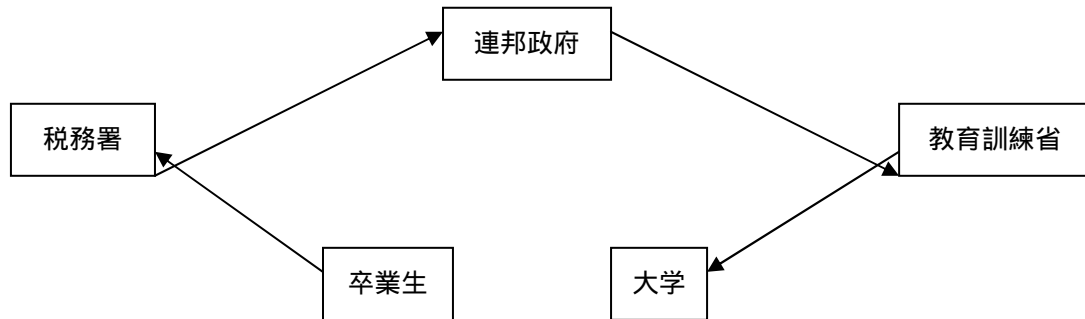 連邦政府
税務署
教育訓練省
卒業生
大学